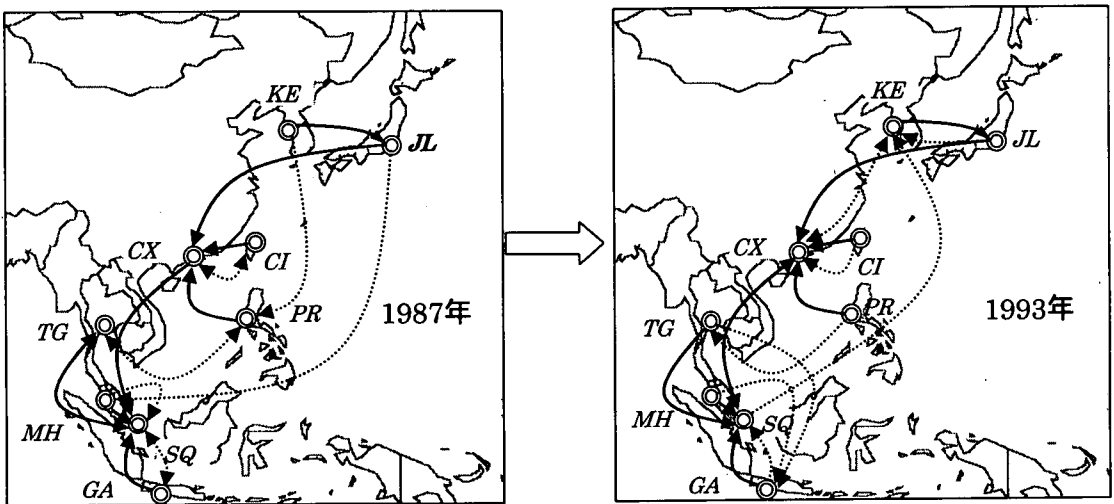 KE
JL
CX
CI
PR
1987年
TG
MH
SQ
GA
KE
JL
CX
CI
PR
1993年
TG
MH
SQ
GA